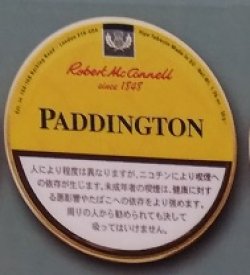 Robert McConnell
since 1848
PADDINGTON
人により程度は異なりますが、ニコチンにより喫煙へ
の依存が生じます。未成年者の喫煙は、健康に対す
る悪影響やたばこへの依存をより強めます。
周りの人から勧められても決して
吸ってはいけません。